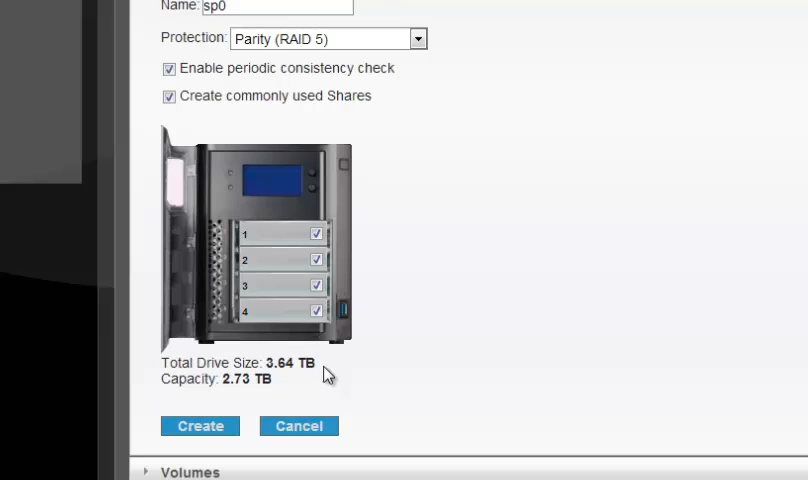 Name: sp0
Protection: Parity (RAID 5)
Enable periodic consistency check
Create commonly used Shares
1
2
3
4
Total Drive Size: 3.64 TB
Capacity: 2.73 TB
Create Cancel
Volumes